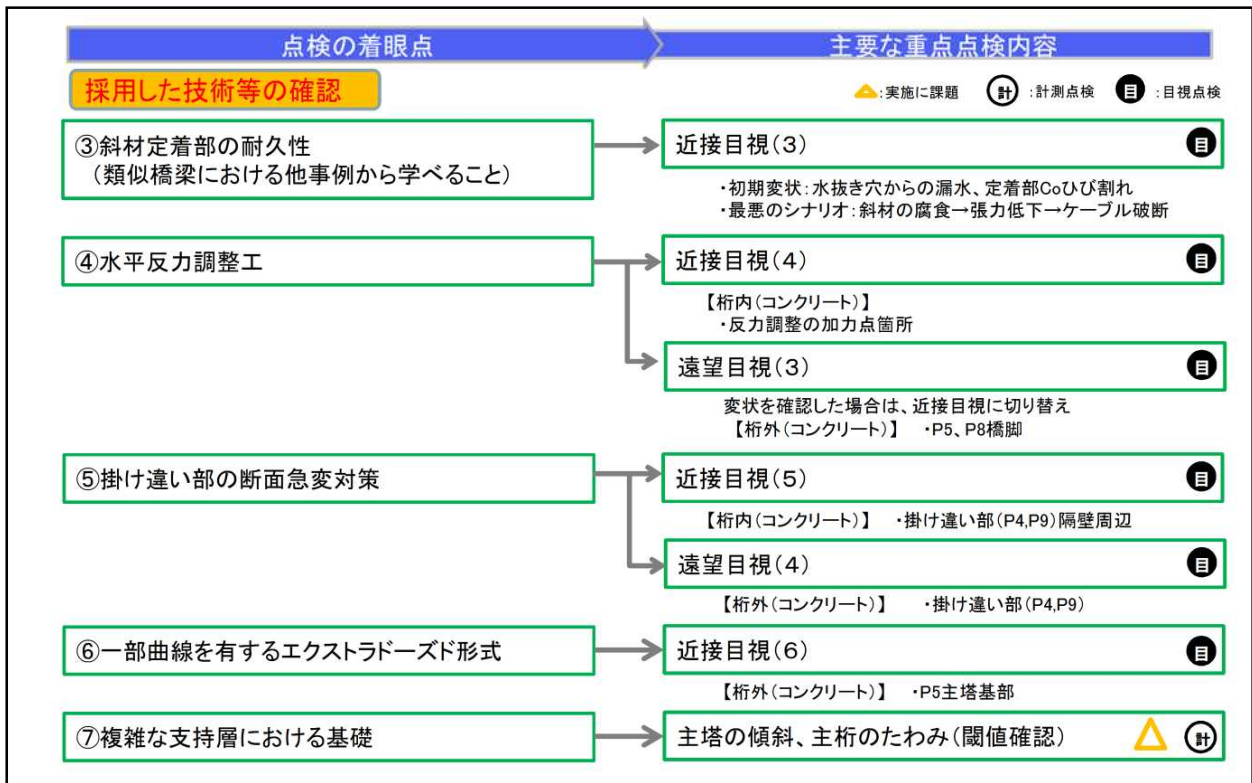 点検の着眼点
主要な重点点検内容
採用した技術等の確認
:実施に課題 計 :計測点検 目 :目視点検
③斜材定着部の耐久性
(類似橋梁における他事例から学べること)
近接目視(3) 目
・初期変状:水抜き穴からの漏水、定着部Coひび割れ
・最悪のシナリオ:斜材の腐食→張力低下→ケーブル破断
④水平反力調整工
近接目視(4) 目
【桁内(コンクリート)】
・反力調整の加力点箇所
遠望目視(3) 目
変状を確認した場合は、近接目視に切り替え
【桁外(コンクリート)】 ・P5、P8橋脚
⑤掛け違い部の断面急変対策
近接目視(5) 目
【桁内(コンクリート)】 ・掛け違い部(P4,P9)隔壁周辺
遠望目視(4) 目
【桁外(コンクリート)】 ・掛け違い部(P4,P9)
⑥一部曲線を有するエクストラドーズド形式
近接目視(6) 目
【桁外(コンクリート)】 ・P5主塔基部
⑦複雑な支持層における基礎
主塔の傾斜、主桁のたわみ(閾値確認) 計